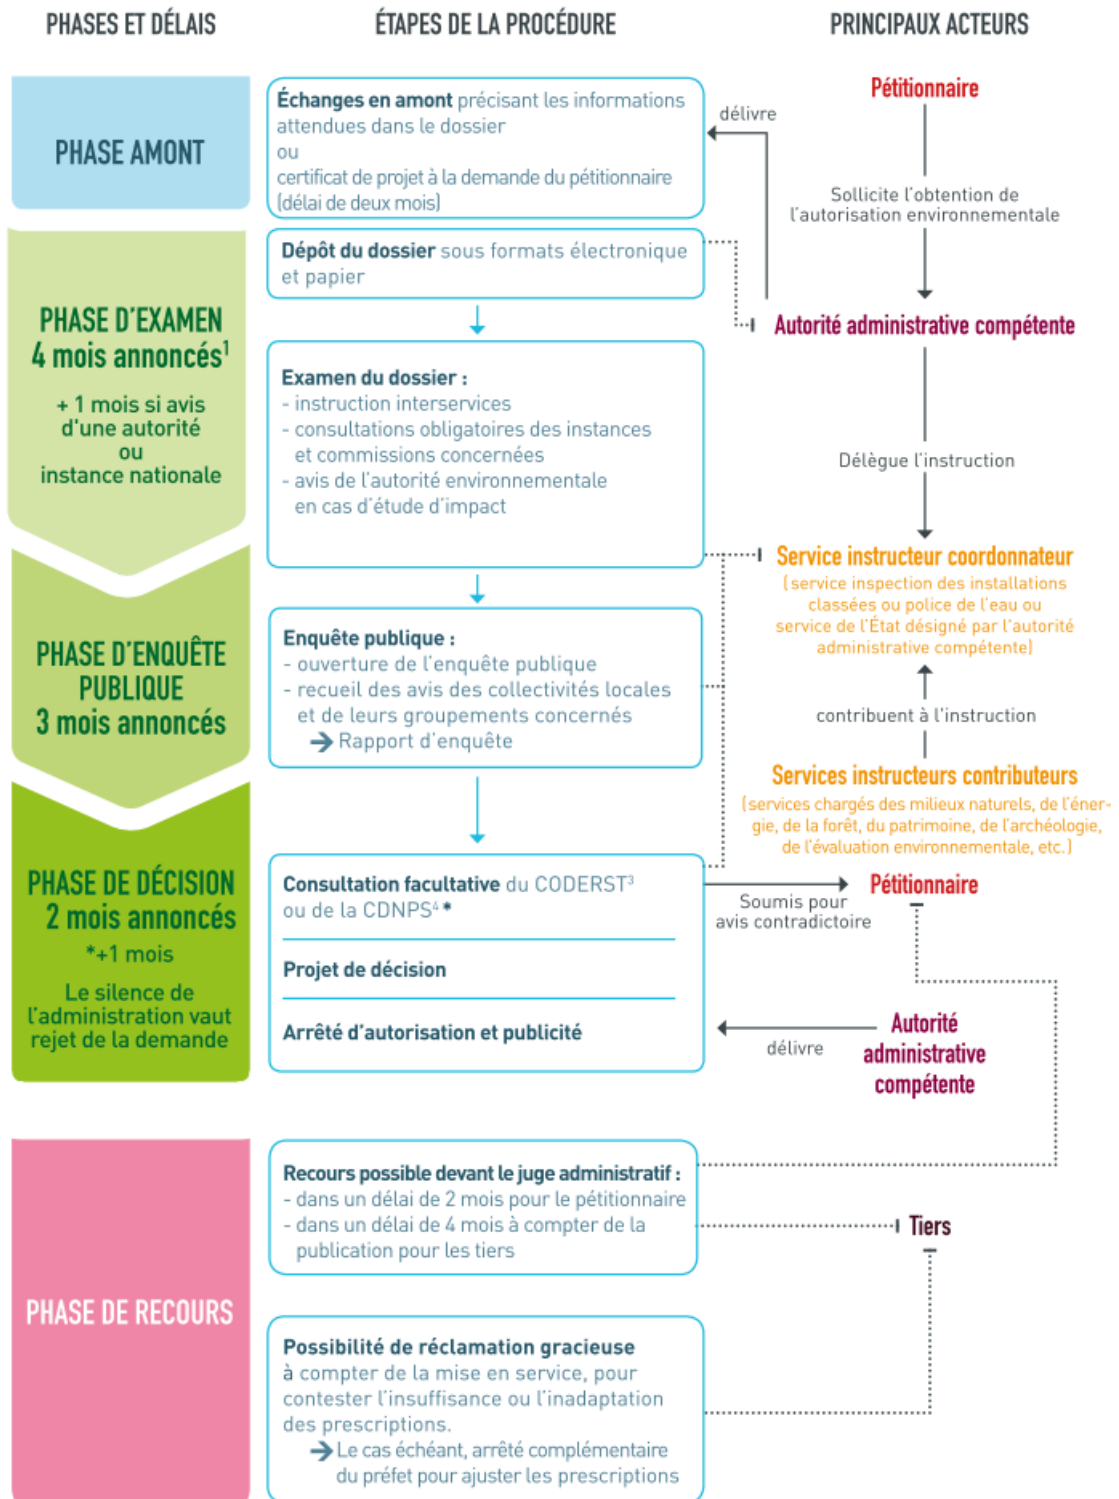 PHASES ET DÉLAIS
ÉTAPES DE LA PROCÉDURE
PRINCIPAUX ACTEURS
PHASE AMONT
Échanges en amont précisant les informations
attendues dans le dossier
ou
certificat de projet à la demande du pétitionnaire
(délai de deux mois)
délivre
Pétitionnaire
Sollicite l'obtention de
l'autorisation environnementale
PHASE D'EXAMEN
4 mois annoncés¹
+ 1 mois si avis
d'une autorité
ou
instance nationale
Dépôt du dossier sous formats électronique
et papier
Autorité administrative compétente
Examen du dossier :
- instruction interservices
- consultations obligatoires des instances
et commissions concernées
- avis de l'autorité environnementale
en cas d'étude d'impact
Délègue l'instruction
Service instructeur coordonnateur
(service inspection des installations
classées ou police de l'eau ou
service de l'État désigné par l'autorité
administrative compétente)
PHASE D'ENQUÊTE
PUBLIQUE
3 mois annoncés
Enquête publique :
- ouverture de l'enquête publique
- recueil des avis des collectivités locales
et de leurs groupements concernés
➔ Rapport d'enquête
contribuent à l'instruction
Services instructeurs contributeurs
(services chargés des milieux naturels, de l'éner-
gie, de la forêt, du patrimoine, de l'archéologie,
de l'évaluation environnementale, etc.)
PHASE DE DÉCISION
2 mois annoncés
*+1 mois
Le silence de
l'administration vaut
rejet de la demande
Consultation facultative du CODERST³
ou de la CDNPS⁴ *
Projet de décision
Arrêté d'autorisation et publicité
Soumis pour
avis contradictoire
Pétitionnaire
délivre
Autorité
administrative
compétente
PHASE DE RECOURS
Recours possible devant le juge administratif :
- dans un délai de 2 mois pour le pétitionnaire
- dans un délai de 4 mois à compter de la
publication pour les tiers
Tiers
Possibilité de réclamation gracieuse
à compter de la mise en service, pour
contester l'insuffisance ou l'inadaptation
des prescriptions.
➔ Le cas échéant, arrêté complémentaire
du préfet pour ajuster les prescriptions